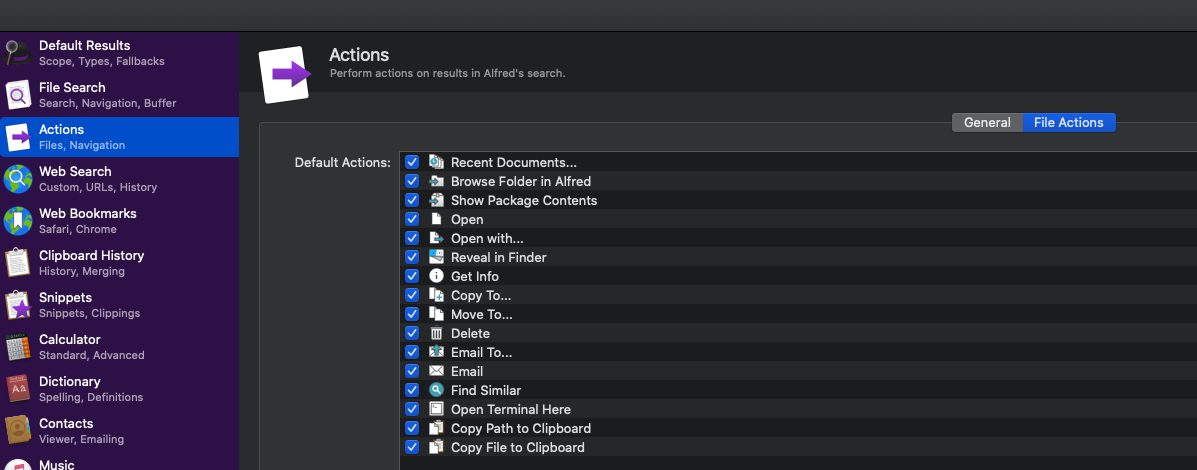 Default Results
Scope, Types, Fallbacks
File Search
Search, Navigation, Buffer
Actions
Files, Navigation
Web Search
Custom, URLs, History
Web Bookmarks
Safari, Chrome
Clipboard History
History, Merging
Snippets
Snippets, Clippings
Calculator
Standard, Advanced
Dictionary
Spelling, Definitions
Contacts
Viewer, Emailing
Music
Actions
Perform actions on results in Alfred's search.
General
File Actions
Default Actions:
Recent Documents...
Browse Folder in Alfred
Show Package Contents
Open
Open with...
Reveal in Finder
Get Info
Copy To...
Move To...
Delete
Email To...
Email
Find Similar
Open Terminal Here
Copy Path to Clipboard
Copy File to Clipboard